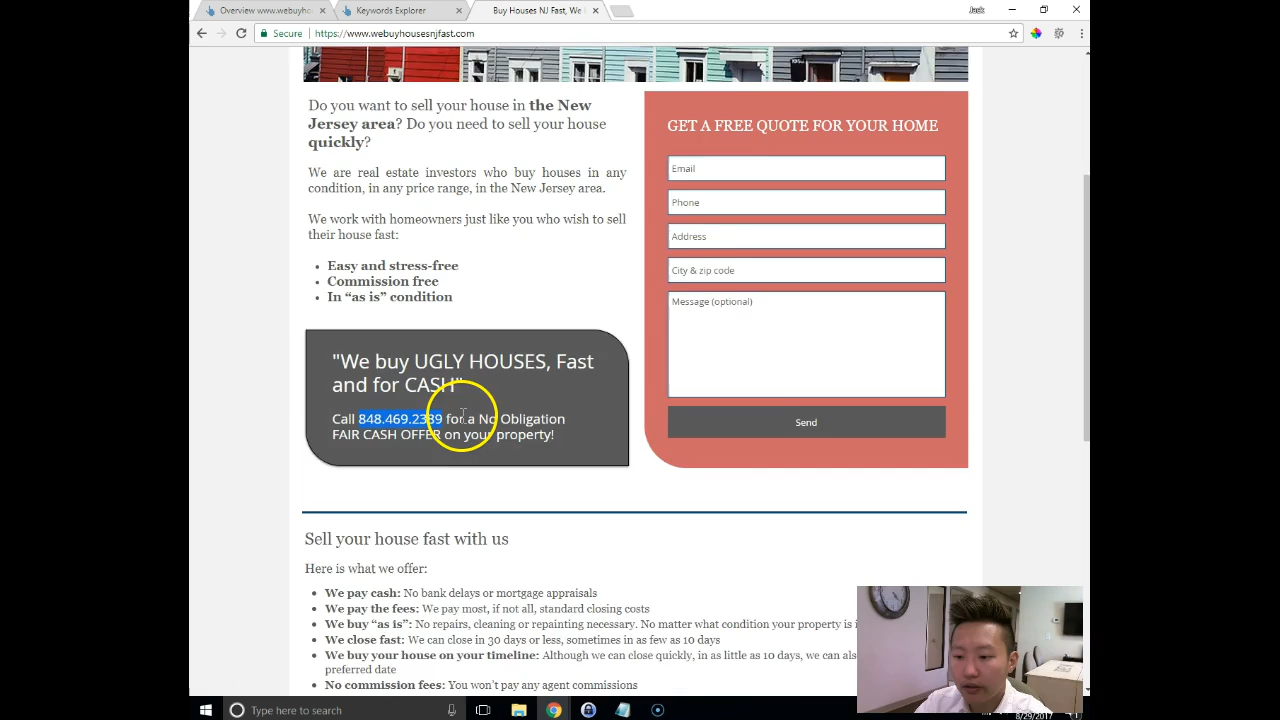 Overview www.webuyho
Keywords Explorer
Buy Houses NJ Fast, We
Jack
Secure
https://www.webuyhousesnjfast.com
Do you want to sell your house in the New
Jersey area? Do you need to sell your house
quickly?
We are real estate investors who buy houses in any
condition, in any price range, in the New Jersey area.
We work with homeowners just like you who wish to sell
their house fast:
• Easy and stress-free
• Commission free
• In “as is” condition
"We buy UGLY HOUSES, Fast
and for CASH"
Call 848.469.2339 for a No Obligation
FAIR CASH OFFER on your property!
GET A FREE QUOTE FOR YOUR HOME
Email
Phone
Address
City & zip code
Message (optional)
Send
Sell your house fast with us
Here is what we offer:
• We pay cash: No bank delays or mortgage appraisals
• We pay the fees: We pay most, if not all, standard closing costs
• We buy “as is”: No repairs, cleaning or repainting necessary. No matter what condition your property is
• We close fast: We can close in 30 days or less, sometimes in as few as 10 days
• We buy your house on your timeline: Although we can close quickly, in as little as 10 days, we can
preferred date
• No commission fees: You won't pay any agent commissions
Type here to search
8/29/2017